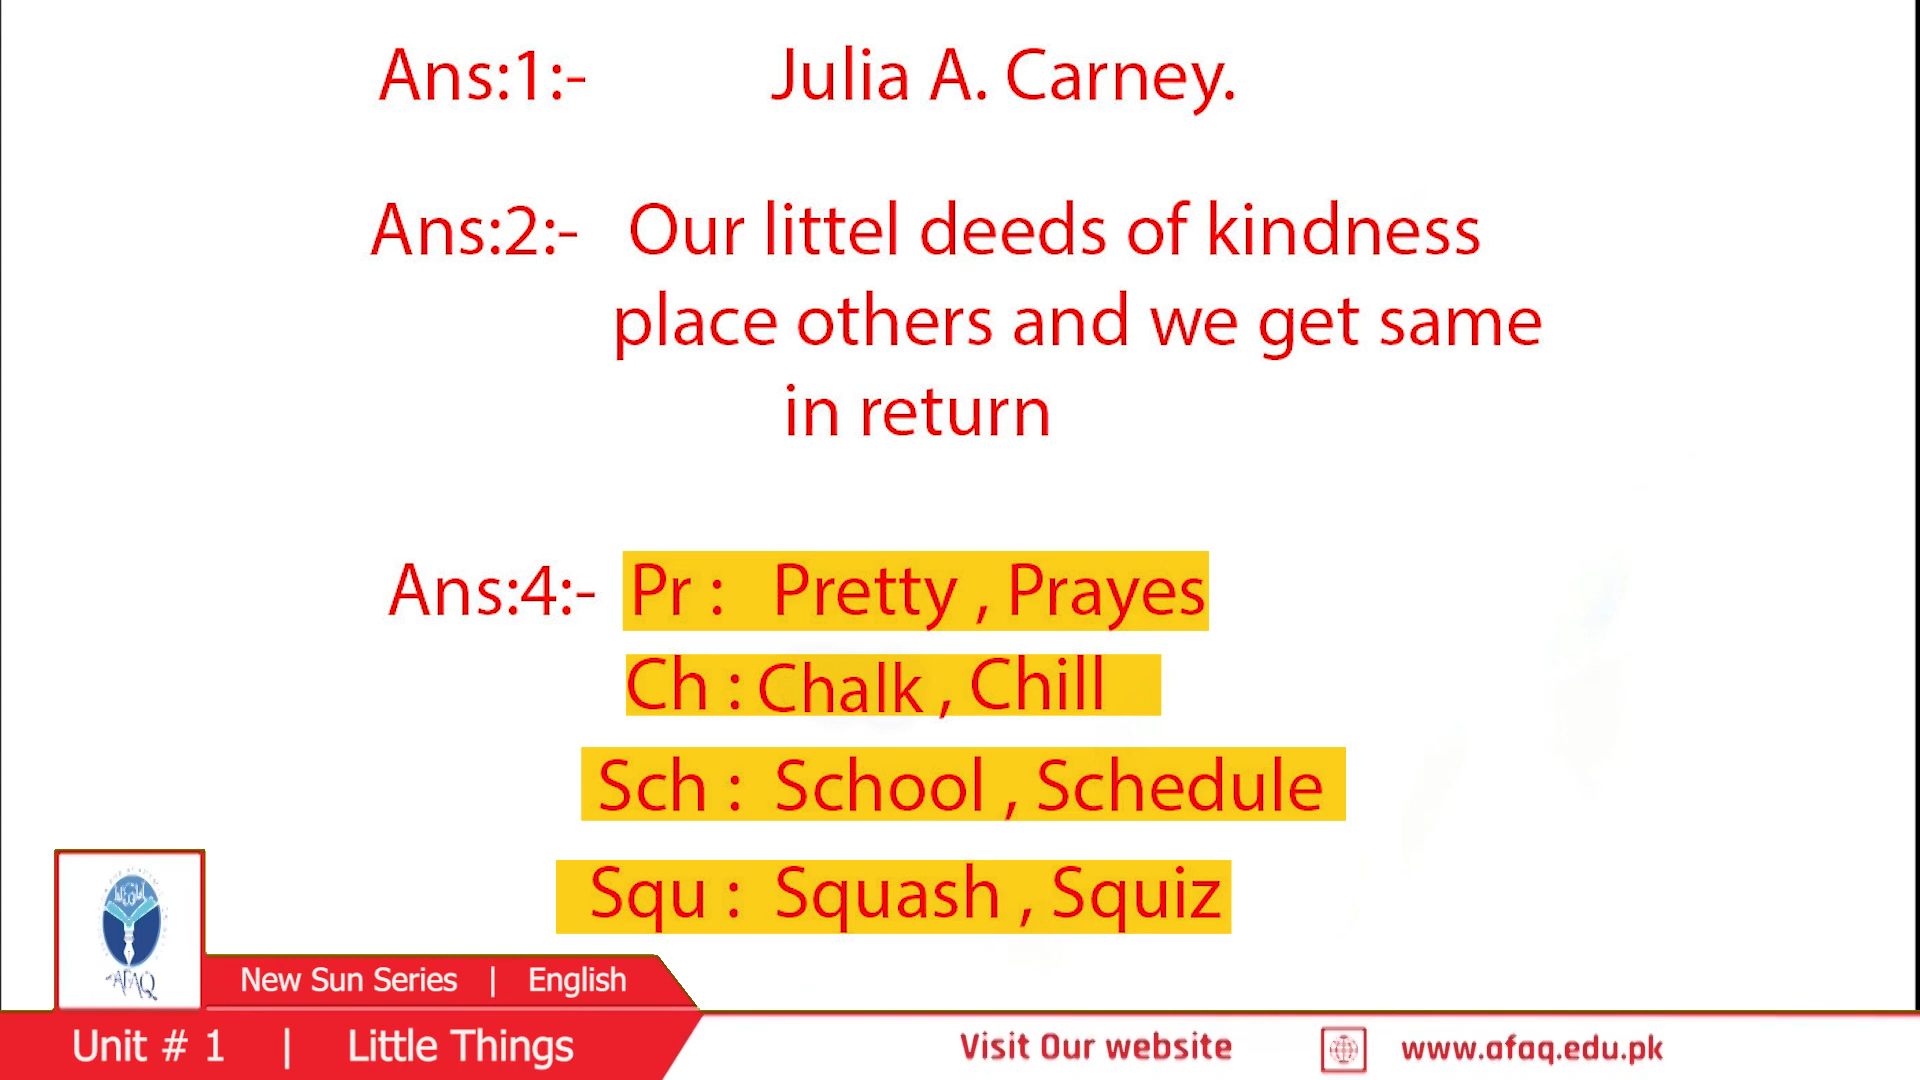 Ans:1:- Julia A. Carney.
Ans:2:- Our littel deeds of kindness
place others and we get same
in return
Ans:4:- Pr : Pretty , Prayes
Ch : Chalk , Chill
Sch : School , Schedule
Squ : Squash , Squiz
AFAQ
New Sun Series | English
Unit # 1 | Little Things
Visit Our website www.afaq.edu.pk